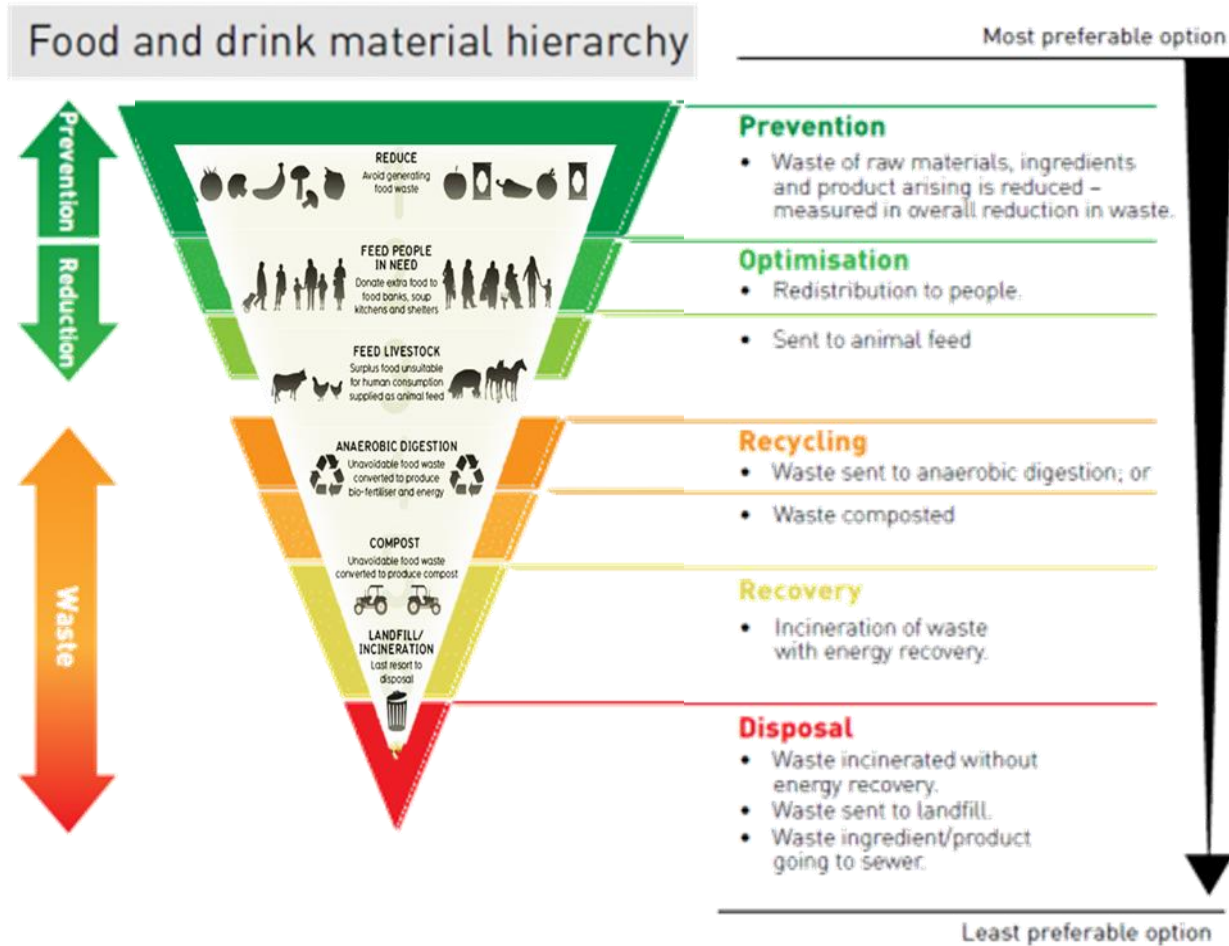 Food and drink material hierarchy
Most preferable option
Prevention
Reduction
Waste
REDUCE
Avoid generating
food waste
FEED PEOPLE
IN NEED
Donate extra food to
food banks, soup
kitchens and shelters
FEED LIVESTOCK
Surplus food unsuitable
for human consumption
supplied as animal feed
ANAEROBIC DIGESTION
Unavoidable food waste
converted to produce
bio-fertiliser and energy
COMPOST
Unavoidable food waste
converted to produce compost
LANDFILL/
INCINERATION
Last resort to
disposal
Prevention
• Waste of raw materials, ingredients
and product arising is reduced –
measured in overall reduction in waste.
Optimisation
• Redistribution to people.
• Sent to animal feed
Recycling
• Waste sent to anaerobic digestion; or
• Waste composted
Recovery
• Incineration of waste
with energy recovery.
Disposal
• Waste incinerated without
energy recovery.
• Waste sent to landfill.
• Waste ingredient/product
going to sewer.
Least preferable option